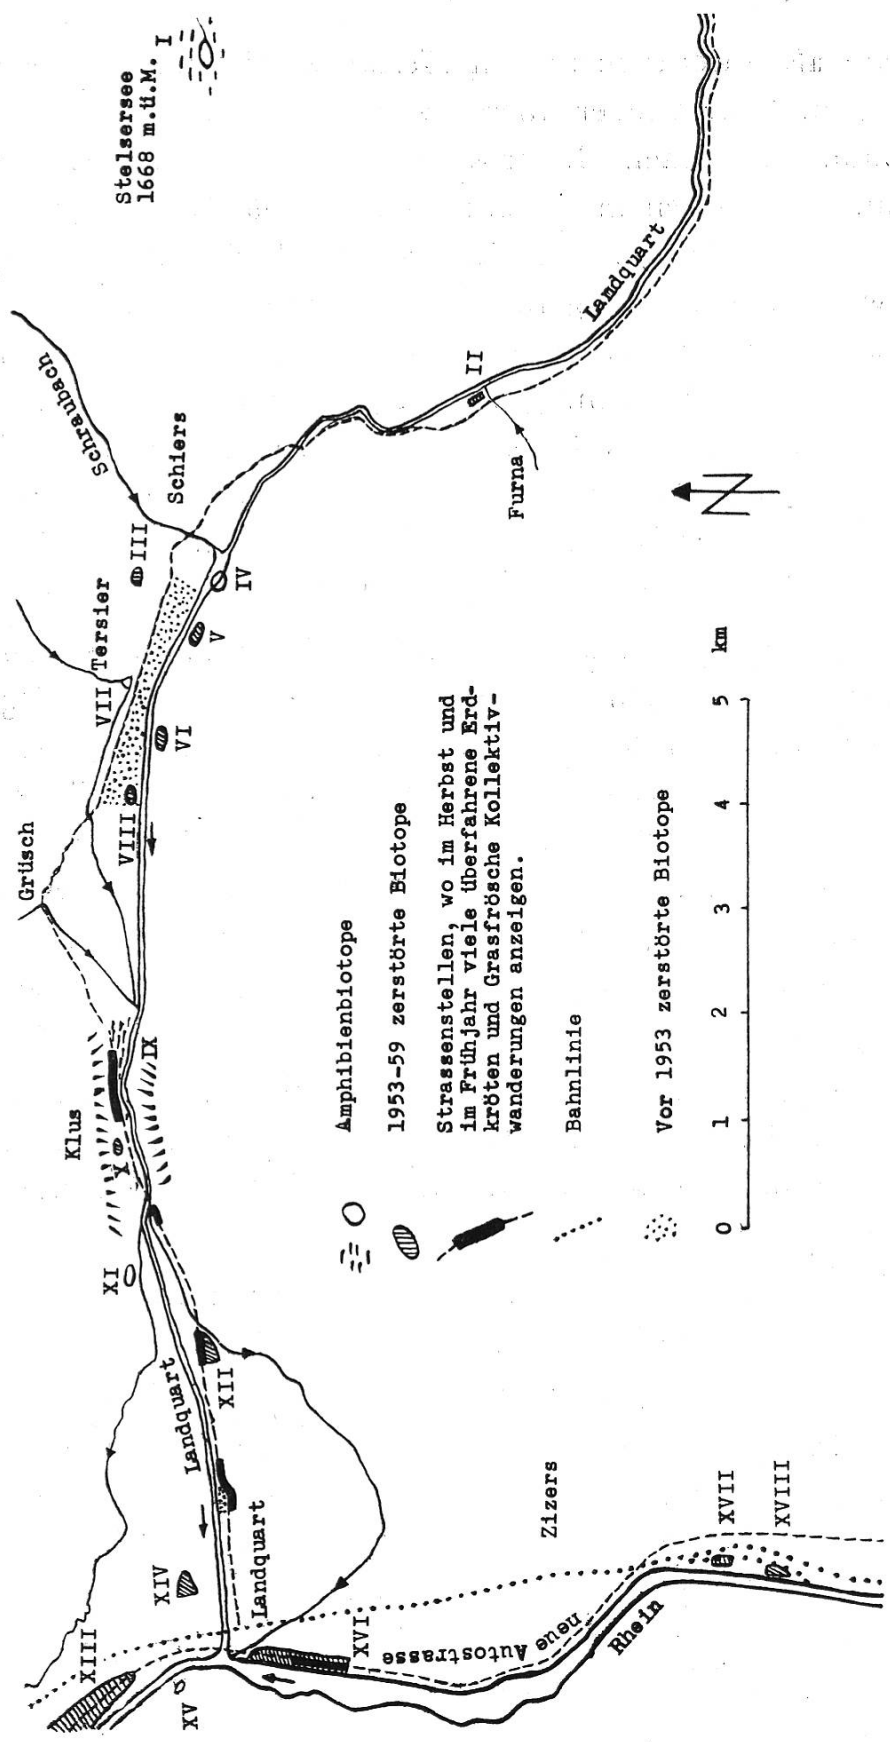 Stelsersee
1668 m.ü.M.
I
Schraubach
Schiers
Landquart
II
Furna
III
IV
Tersier
V
VII
VI
VIII
Grüsch
Klus
IX
X
XI
XII
Landquart
Landquart
XIII
XIV
XV
XVI
neue Autostrasse
Rhein
Zizers
XVII
XVIII
N
Amphibienbiotope
1953-59 zerstörte Biotope
Strassenstellen, wo im Herbst und
im Frühjahr viele überfahrene Erd-
kröten und Grasfrösche Kollektiv-
wanderungen anzeigen.
Bahnlinie
Vor 1953 zerstörte Biotope
0 1 2 3 4 5 km